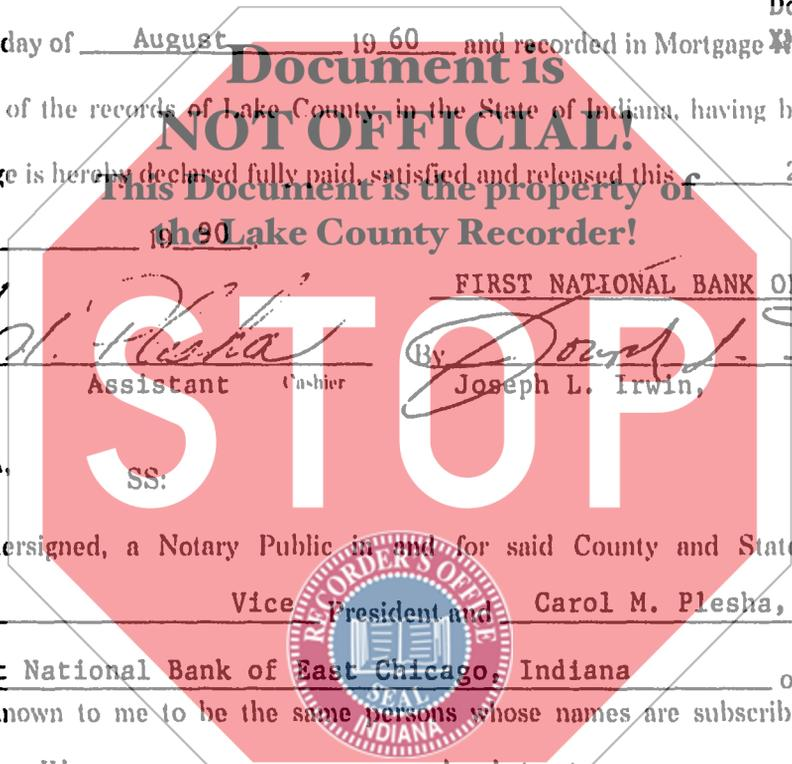 day of August 19 60 and recorded in Mortgage
Document is
of the records of Lake County, in the State of Indiana, having b
NOT OFFICIAL!
e is hereby declared fully paid, satisfied and released this 2
This Document is the property of
the Lake County Recorder!
19 90.
FIRST NATIONAL BANK O
By
Assistant Cashier Joseph L. Irwin,
STOP
SS:
ersigned, a Notary Public in and for said County and State
Vice President and Carol M. Plesha,
t National Bank of East Chicago, Indiana o
nown to me to be the same persons whose names are subscrib
RECORDER'S OFFICE
SEAL
INDIANA